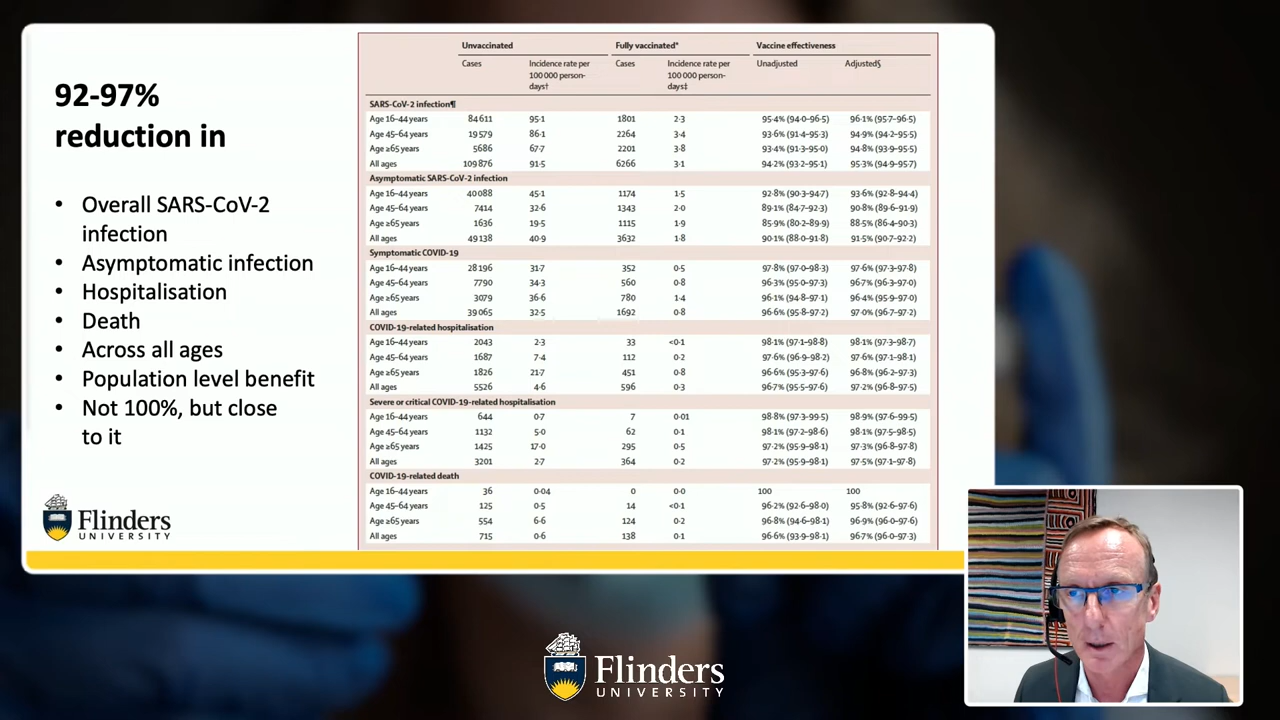 92-97%
reduction in
• Overall SARS-CoV-2
infection
• Asymptomatic infection
• Hospitalisation
• Death
• Across all ages
• Population level benefit
• Not 100%, but close
to it
Flinders
UNIVERSITY
Unvaccinated Fully vaccinated* Vaccine effectiveness
Cases Incidence rate per Cases Incidence rate per Unadjusted Adjusted§
100 000 person- 100 000 person-
days† days‡
SARS-CoV-2 infection¶
Age 16–44 years 84 611 95·1 1801 2·3 95·4% (94·0–96·5) 96·1% (95·7–96·5)
Age 45–64 years 19 579 86·1 2264 3·4 93·6% (91·4–95·3) 94·9% (94·2–95·5)
Age ≥65 years 5686 67·7 2201 3·8 93·4% (91·3–95·0) 94·8% (93·9–95·5)
All ages 109 876 91·5 6266 3·1 94·2% (93·2–95·1) 95·3% (94·9–95·7)
Asymptomatic SARS-CoV-2 infection
Age 16–44 years 40 088 45·1 1174 1·5 92·8% (90·3–94·7) 93·6% (92·8–94·4)
Age 45–64 years 7414 32·6 1343 2·0 89·1% (84·7–92·3) 90·8% (89·6–91·9)
Age ≥65 years 1636 19·5 1115 1·9 85·9% (80·2–89·9) 88·5% (86·4–90·3)
All ages 49 138 40·9 3632 1·8 90·1% (88·0–91·8) 91·5% (90·7–92·2)
Symptomatic COVID-19
Age 16–44 years 28 196 31·7 352 0·5 97·8% (97·0–98·3) 97·6% (97·3–97·8)
Age 45–64 years 7790 34·3 560 0·8 96·3% (95·0–97·3) 96·7% (96·3–97·0)
Age ≥65 years 3079 36·6 780 1·4 96·1% (94·8–97·1) 96·4% (95·9–97·0)
All ages 39 065 32·5 1692 0·8 96·6% (95·8–97·2) 97·0% (96·7–97·2)
COVID-19-related hospitalisation
Age 16–44 years 2043 2·3 33 <0·1 98·1% (97·1–98·8) 98·1% (97·3–98·7)
Age 45–64 years 1687 7·4 112 0·2 97·6% (96·9–98·2) 97·6% (97·1–98·1)
Age ≥65 years 1826 21·7 451 0·8 96·6% (95·3–97·6) 96·8% (96·2–97·3)
All ages 5526 4·6 596 0·3 96·7% (95·5–97·6) 97·2% (96·8–97·5)
Severe or critical COVID-19-related hospitalisation
Age 16–44 years 644 0·7 7 0·01 98·8% (97·3–99·5) 98·9% (97·6–99·5)
Age 45–64 years 1132 5·0 62 0·1 98·1% (97·2–98·6) 98·1% (97·5–98·5)
Age ≥65 years 1425 17·0 295 0·5 97·2% (95·9–98·1) 97·3% (96·8–97·8)
All ages 3201 2·7 364 0·2 97·2% (95·9–98·1) 97·5% (97·1–97·8)
COVID-19-related death
Age 16–44 years 36 0·04 0 0·0 100 100
Age 45–64 years 125 0·5 14 <0·1 96·2% (92·6–98·0) 95·8% (92·6–97·6)
Age ≥65 years 554 6·6 124 0·2 96·8% (94·6–98·1) 96·9% (96·0–97·6)
All ages 715 0·6 138 0·1 96·6% (93·9–98·1) 96·7% (96·0–97·3)
Flinders
UNIVERSITY